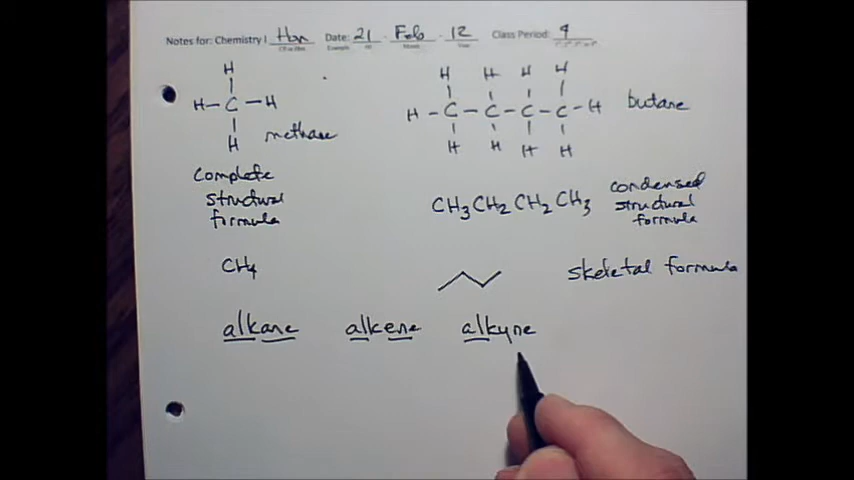 Notes for: Chemistry I Hon Date: 21 Feb 12 Class Period: 4
H
H-C-H
H
methane
H H H H
H-C-C-C-C-H
H H H H
butane
Complete
structural
formula
CH3CH2CH2CH3
condensed
structural
formula
CH4
skeletal formula
alkane alkene alkyne